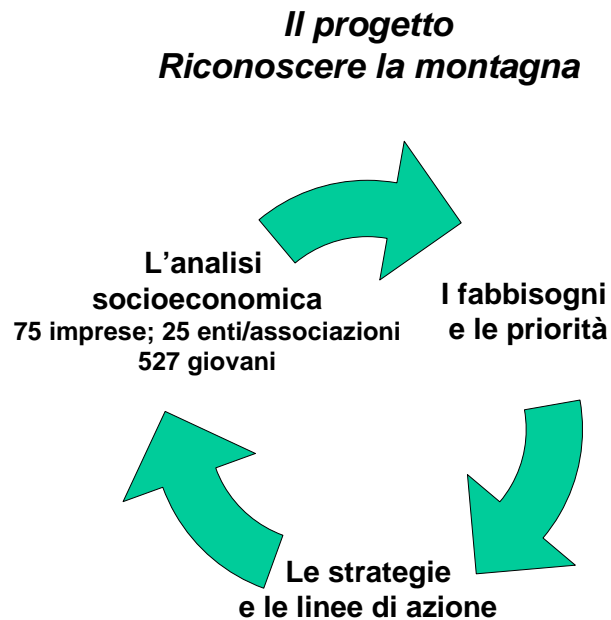 Il progetto
Riconoscere la montagna
L'analisi
socioeconomica
75 imprese; 25 enti/associazioni
527 giovani
I fabbisogni
e le priorità
Le strategie
e le linee di azione